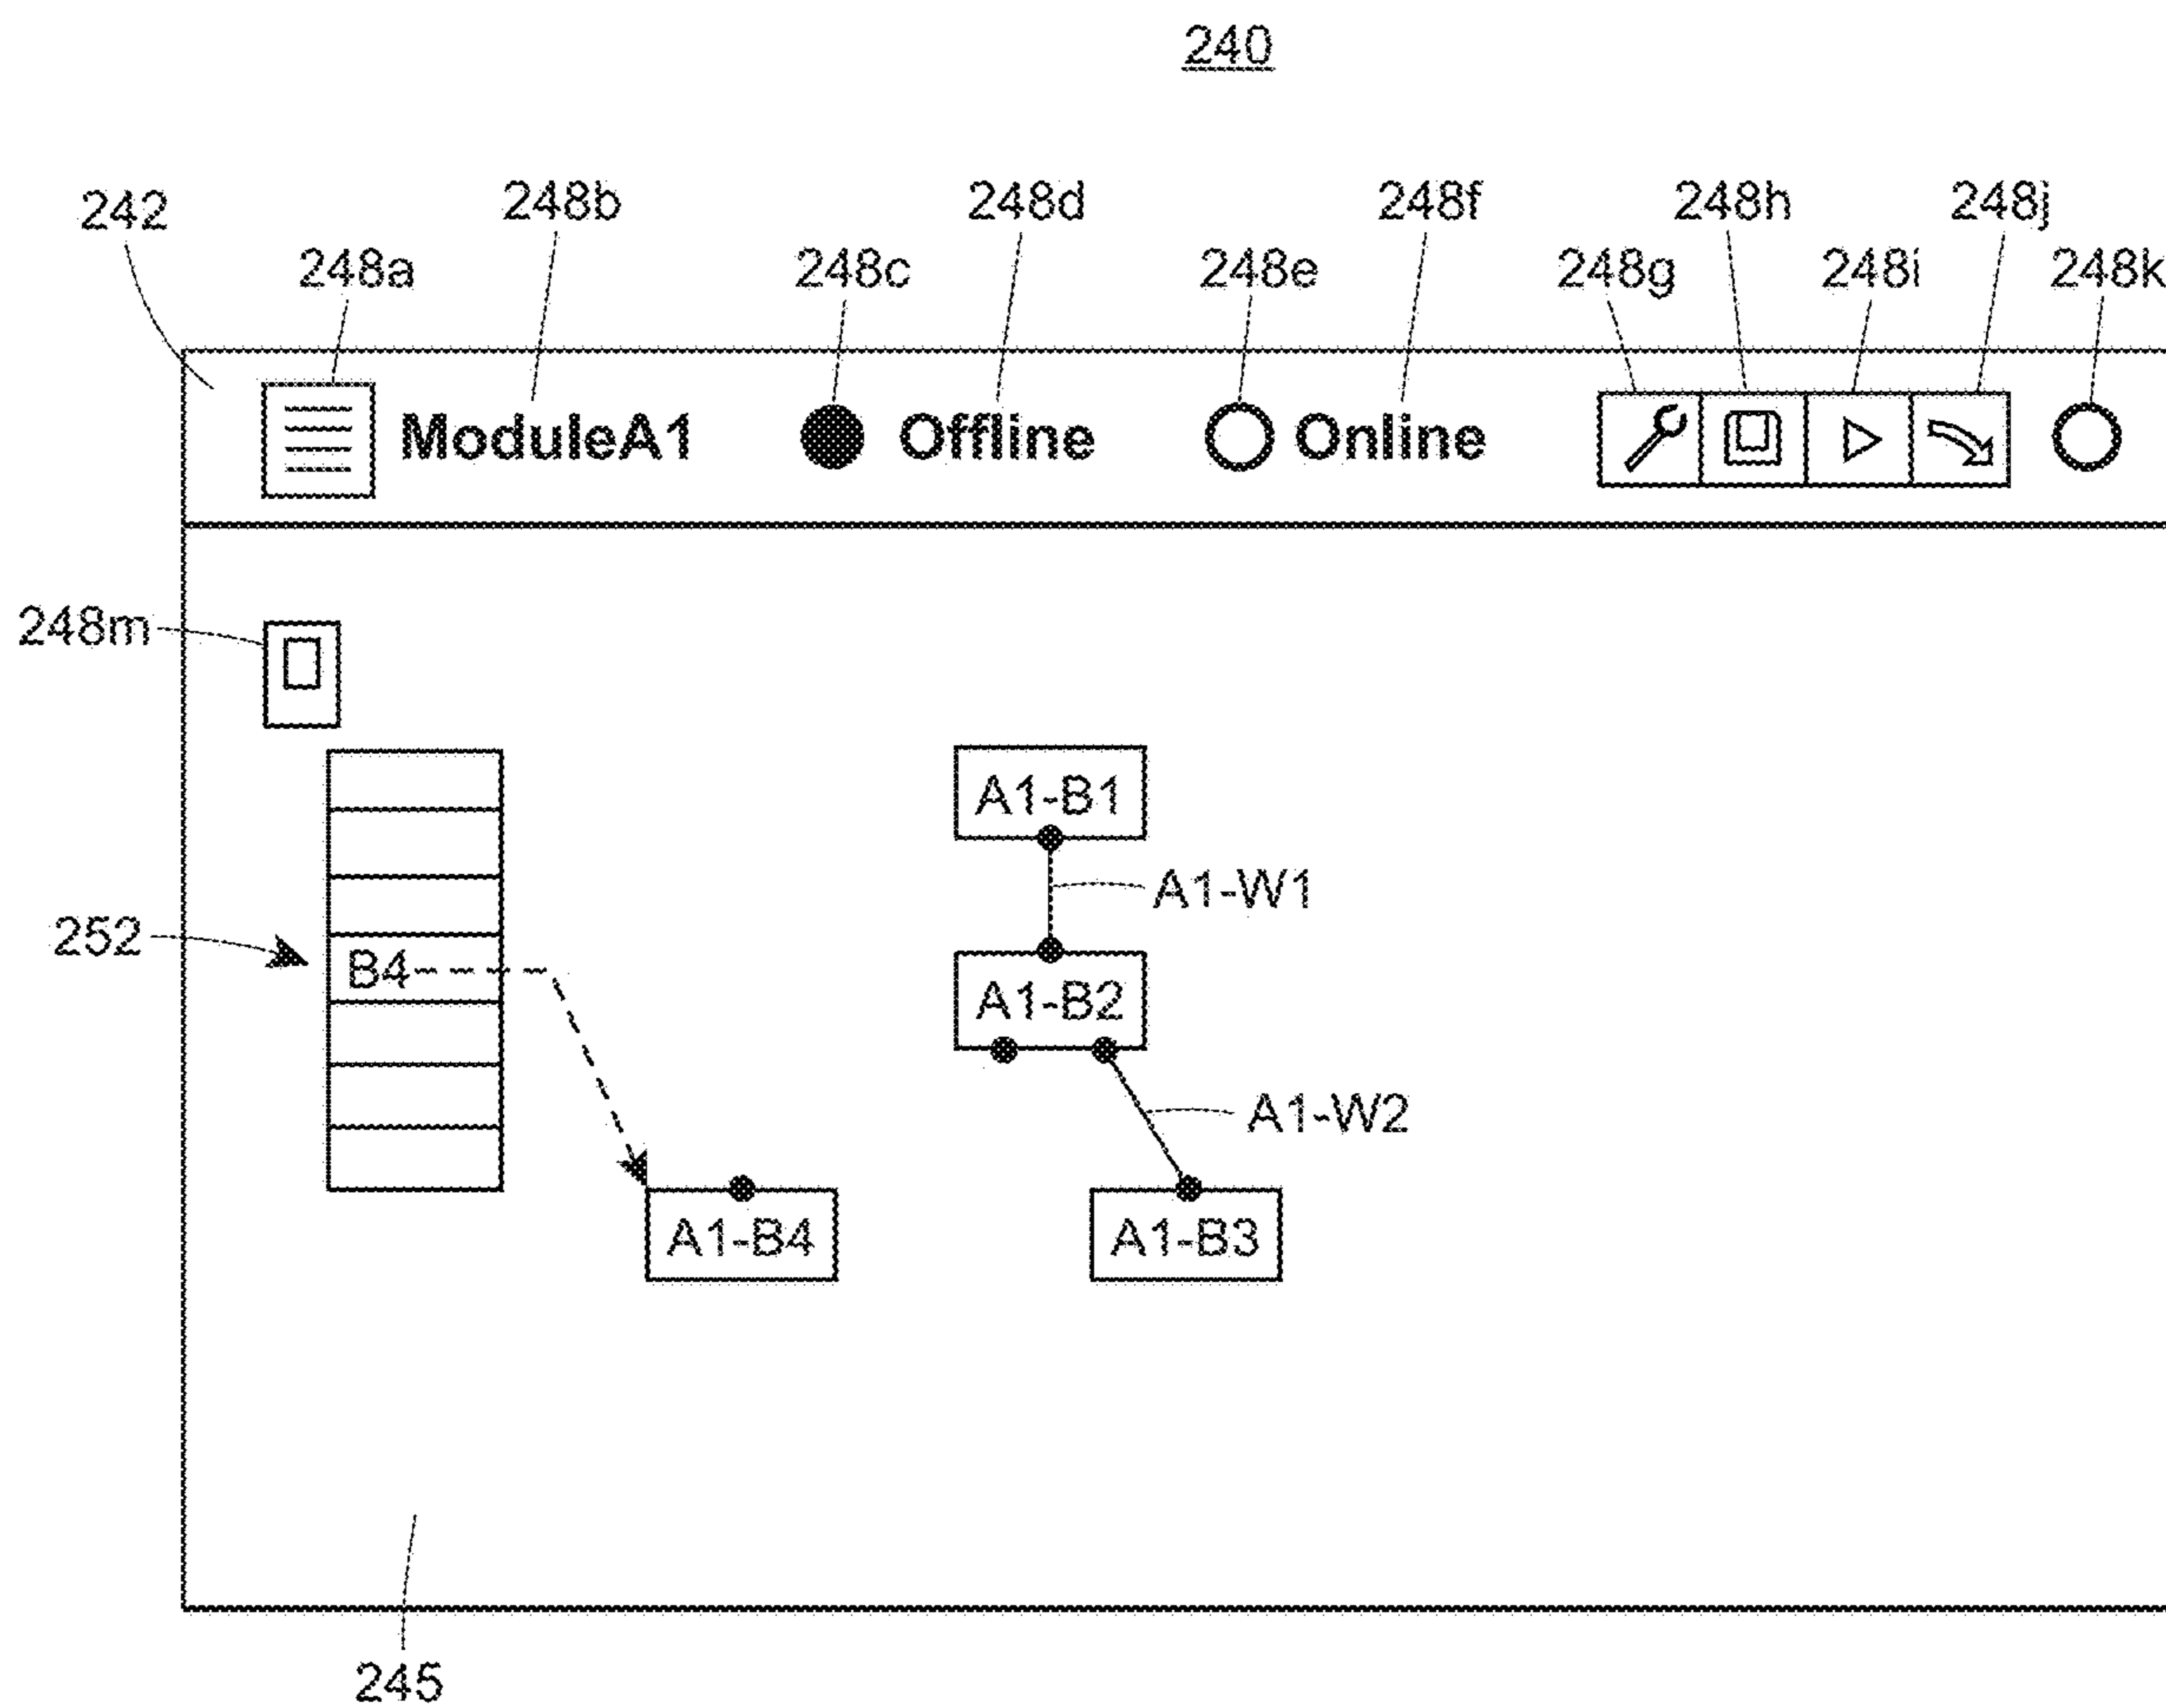 240
242 248b 248d 248f 248h 248j
248a 248c 248e 248g 248i 248k
ModuleA1 Offline Online
248m
A1-B1
A1-W1
252
B4
A1-B2
A1-W2
A1-B4 A1-B3
245